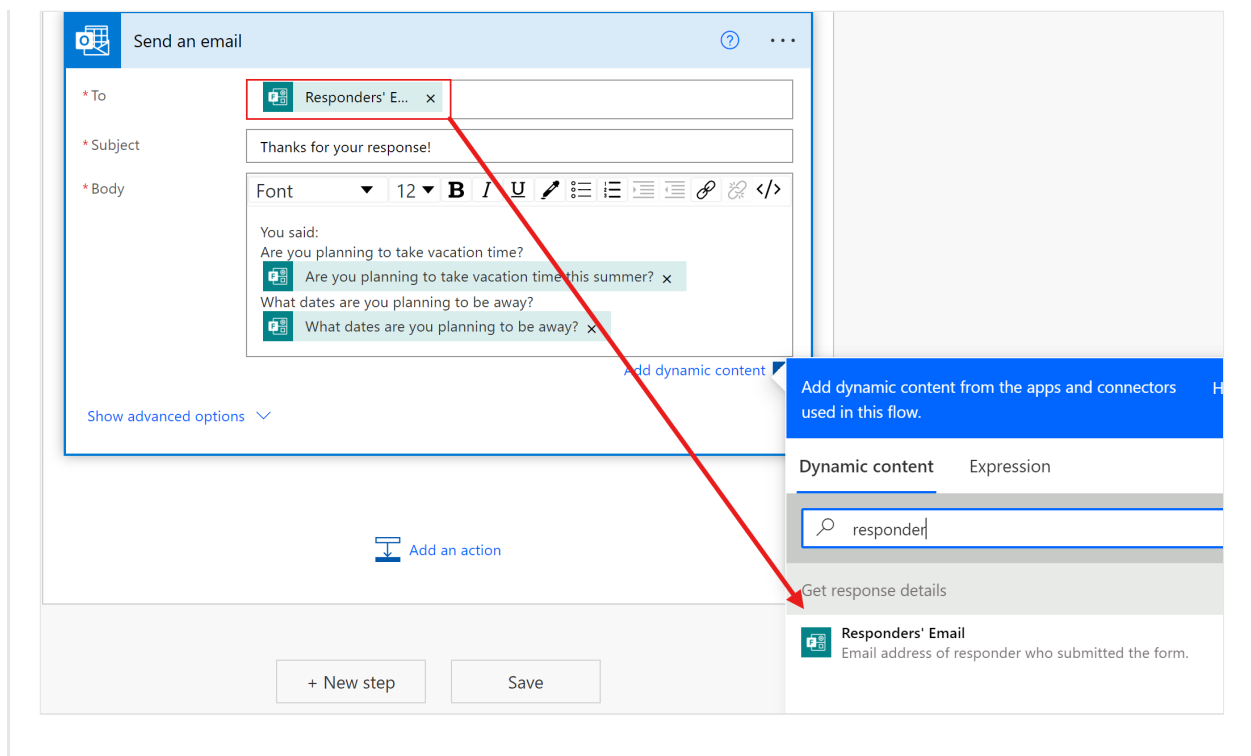 Send an email
* To
Responders' E... ×
* Subject
Thanks for your response!
* Body
Font 12 B I U </>
You said:
Are you planning to take vacation time?
Are you planning to take vacation time this summer? ×
What dates are you planning to be away?
What dates are you planning to be away? ×
Add dynamic content
Show advanced options
Add dynamic content from the apps and connectors
used in this flow.
H
Dynamic content Expression
responder
Get response details
Responders' Email
Email address of responder who submitted the form.
Add an action
+ New step
Save